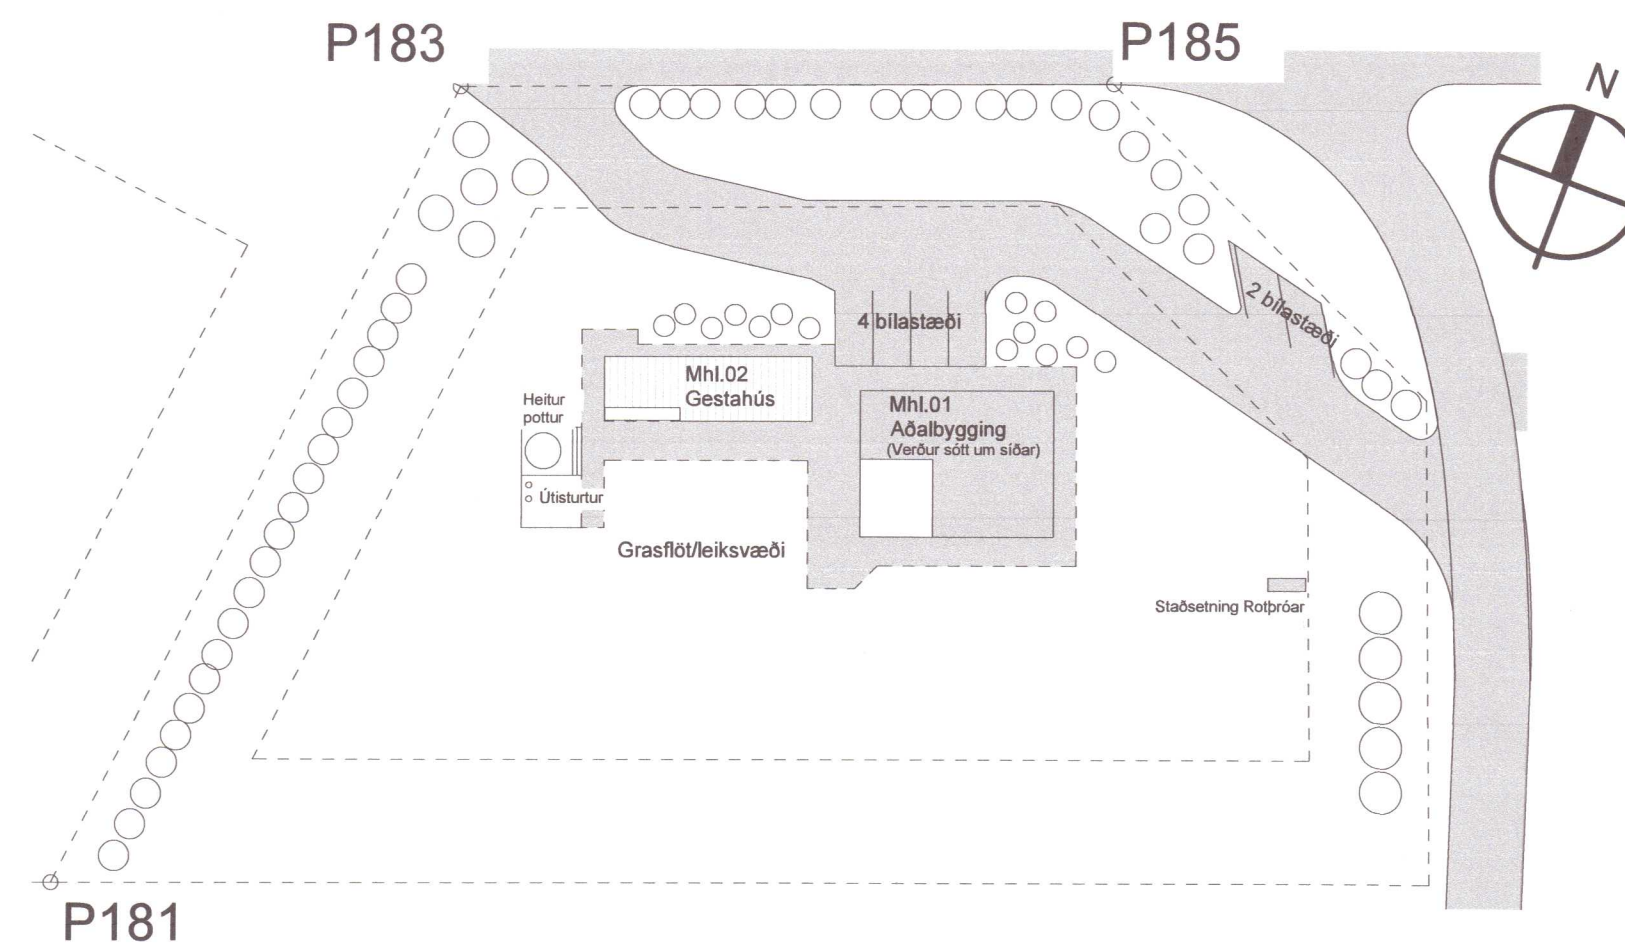 P183
P185
N
2 bílastæði
4 bílastæði
Mhl.02
Gestahús
Heitur
pottur
Mhl.01
Aðalbygging
(Verður sótt um síðar)
Útisturtur
Grasflöt/leiksvæði
Staðsetning Rotþróar
P181